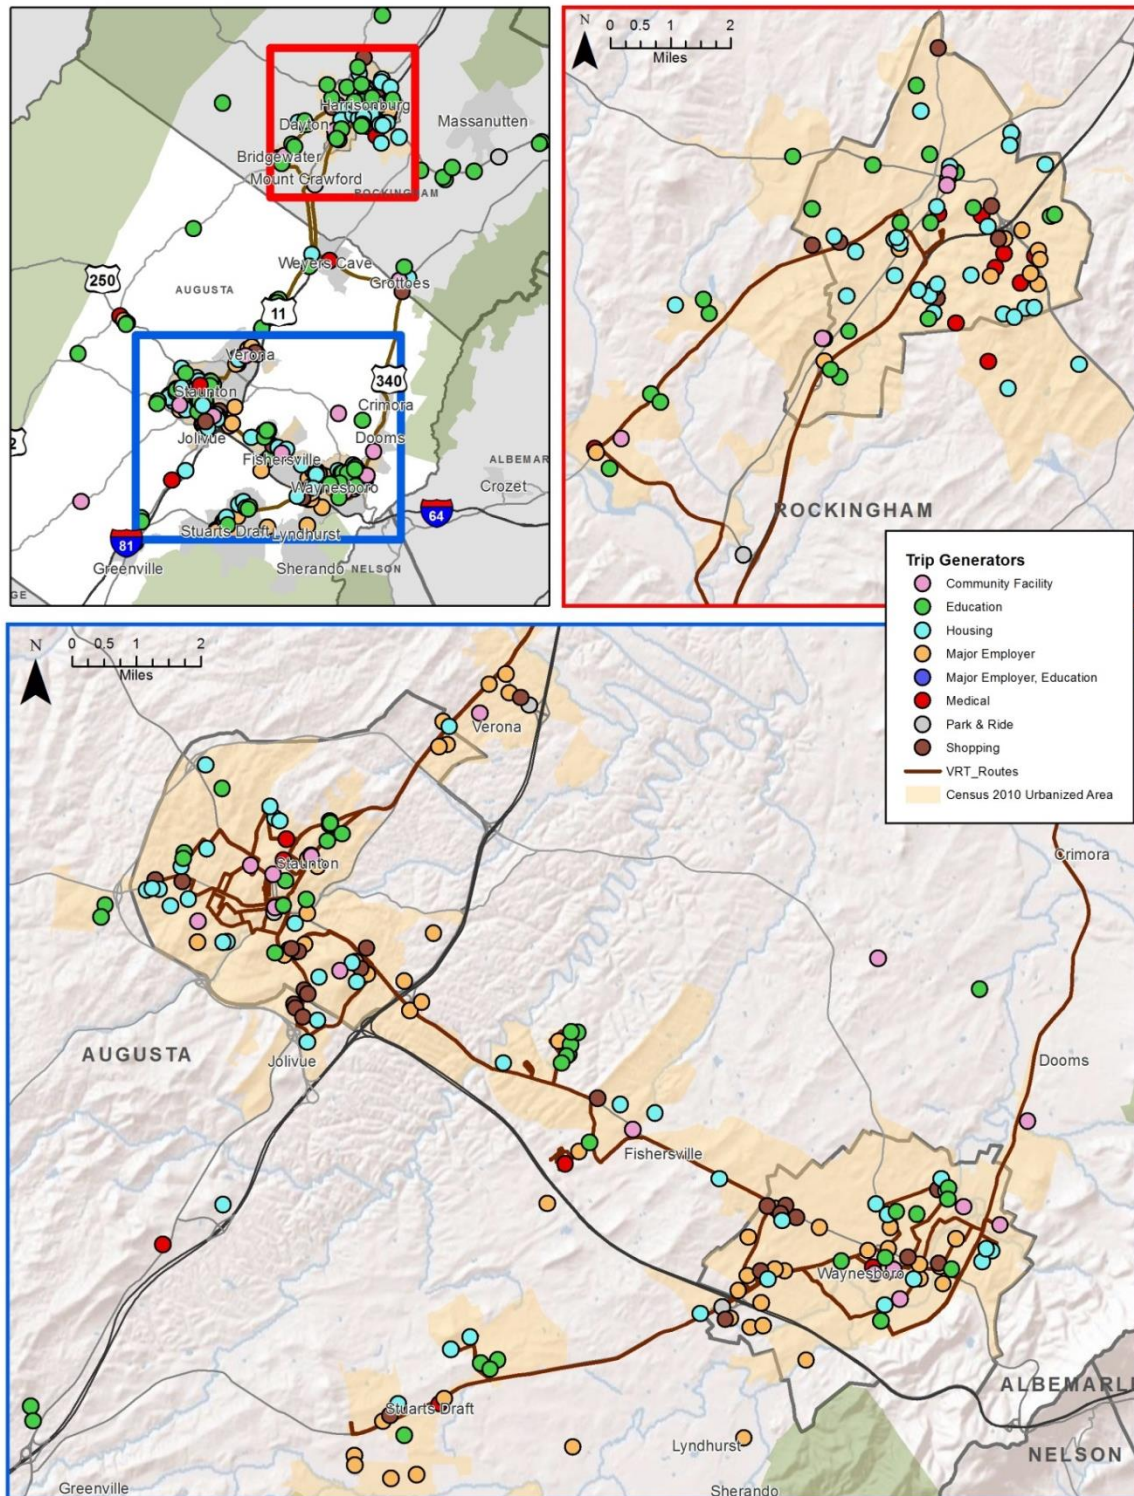 Harrisonburg
Dayton
Massanutten
Bridgewater
Mount Crawford
ROCKINGHAM
Weyers Cave
250
Grottoes
AUGUSTA
11
Verona
340
Staunton
Crimora
2
Jolivue
Dooms
Fishersville
ALBEMAR
Waynesboro
Crozet
64
Stuarts Draft
Lyndhurst
81
Greenville
Sherando
NELSON
GE
N
0 0.5 1 2
Miles
ROCKINGHAM
Trip Generators
Community Facility
Education
Housing
Major Employer
Major Employer, Education
Medical
Park & Ride
Shopping
VRT_Routes
Census 2010 Urbanized Area
N
0 0.5 1 2
Miles
Verona
Staunton
Crimora
AUGUSTA
Jolivue
Dooms
Fishersville
Waynesboro
ALBEMARL
Stuarts Draft
Lyndhurst
NELSON
Greenville
Sherando